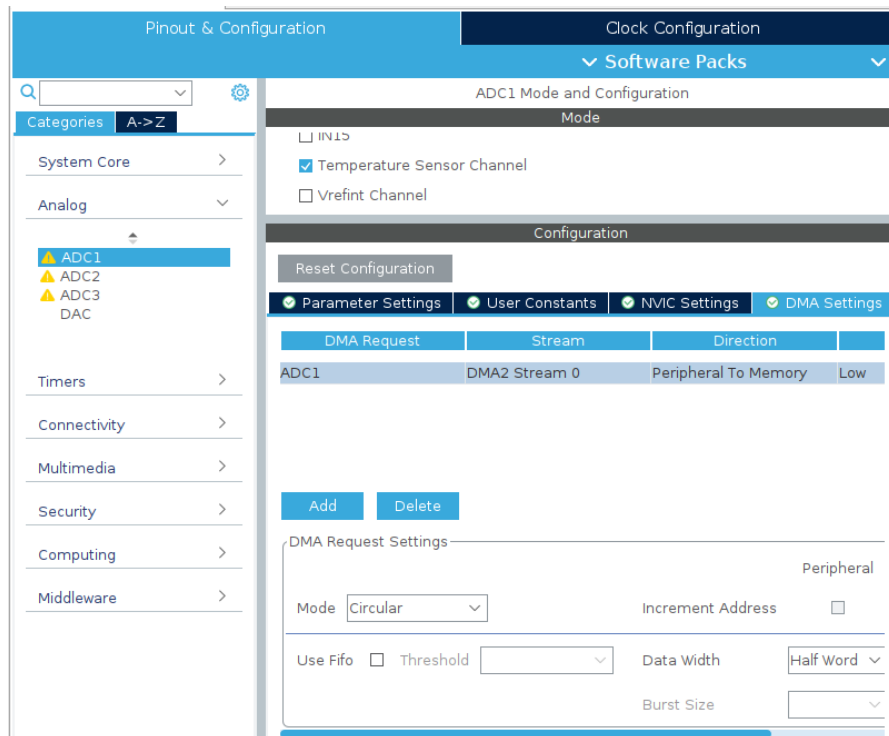 Pinout & Configuration
Clock Configuration
Software Packs
ADC1 Mode and Configuration
Mode
Categories
A->Z
IN15
Temperature Sensor Channel
Vrefint Channel
System Core
Analog
ADC1
ADC2
ADC3
DAC
Timers
Connectivity
Multimedia
Security
Computing
Middleware
Configuration
Reset Configuration
Parameter Settings
User Constants
NVIC Settings
DMA Settings
DMA Request
Stream
Direction
ADC1
DMA2 Stream 0
Peripheral To Memory
Low
Add
Delete
DMA Request Settings
Peripheral
Mode
Circular
Increment Address
Use Fifo
Threshold
Data Width
Half Word
Burst Size